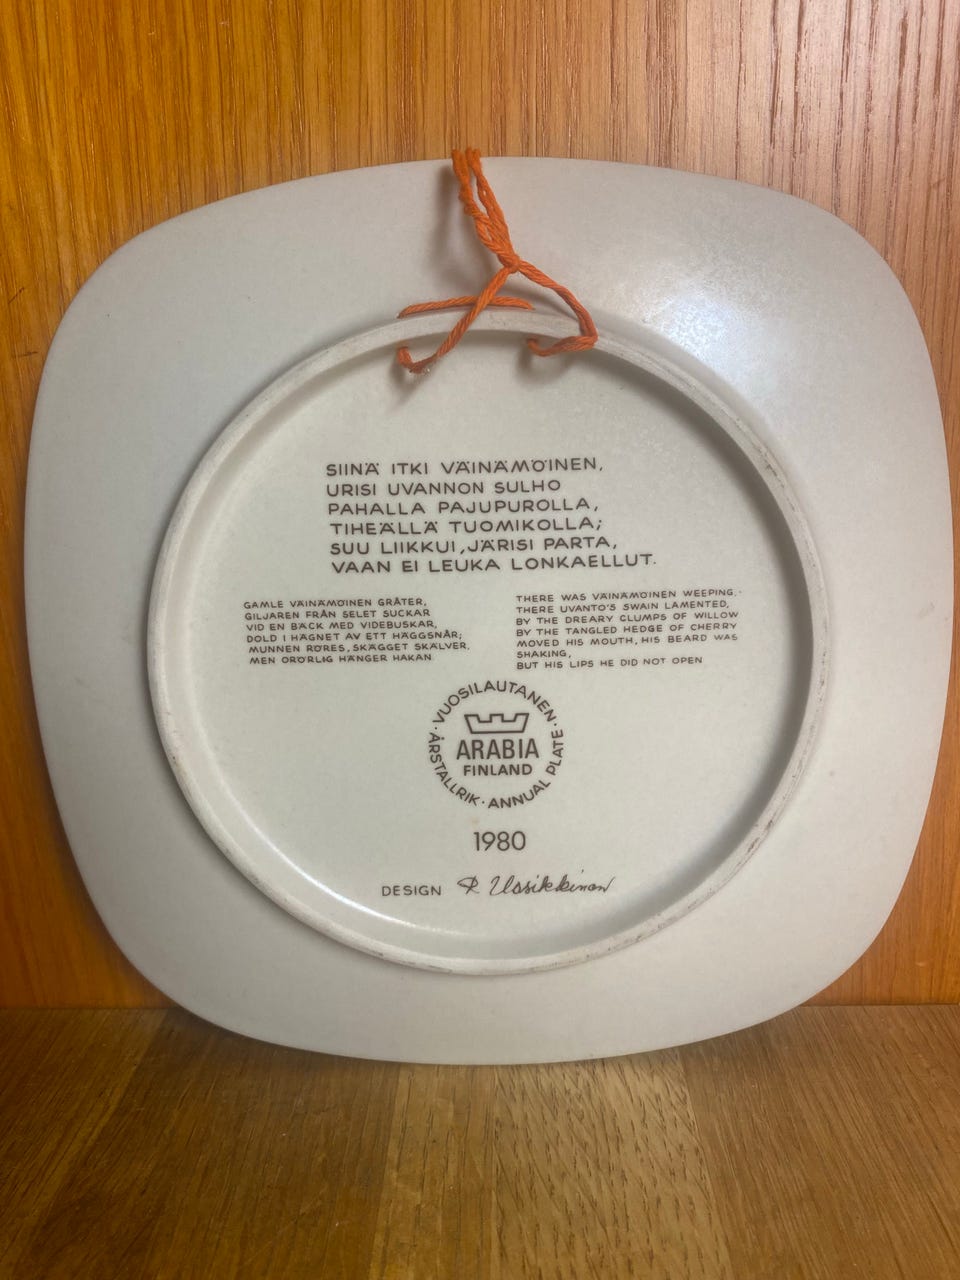 SIINÄ ITKI VÄINÄMÖINEN,
URISI UVANNON SULHO
PAHALLA PAJUPUROLLA,
TIHEÄLLÄ TUOMIKOLLA;
SUU LIIKKUI, JÄRISI PARTA,
VAAN EI LEUKA LONKAELLUT.
GAMLE VÄINÄMÖINEN GRÅTER,
GILJAREN FRÅN SELET SUCKAR
VID EN BÄCK MED VIDEBUSKAR,
DOLD I HÄGNET AV ETT HÄGGSNÅR;
MUNNEN RÖRES, SKÄGGET SKÄLVER,
MEN ORÖRLIG HÄNGER HAKAN
THERE WAS VÄINÄMÖINEN WEEPING,
THERE UVANTO'S SWAIN LAMENTED,
BY THE DREARY CLUMPS OF WILLOW
BY THE TANGLED HEDGE OF CHERRY
MOVED HIS MOUTH, HIS BEARD WAS
SHAKING,
BUT HIS LIPS HE DID NOT OPEN
· VUOSILAUTANEN · ANNUAL PLATE · ÅRSTALLRIK
ARABIA
FINLAND
1980
DESIGN R. Uosikkinen